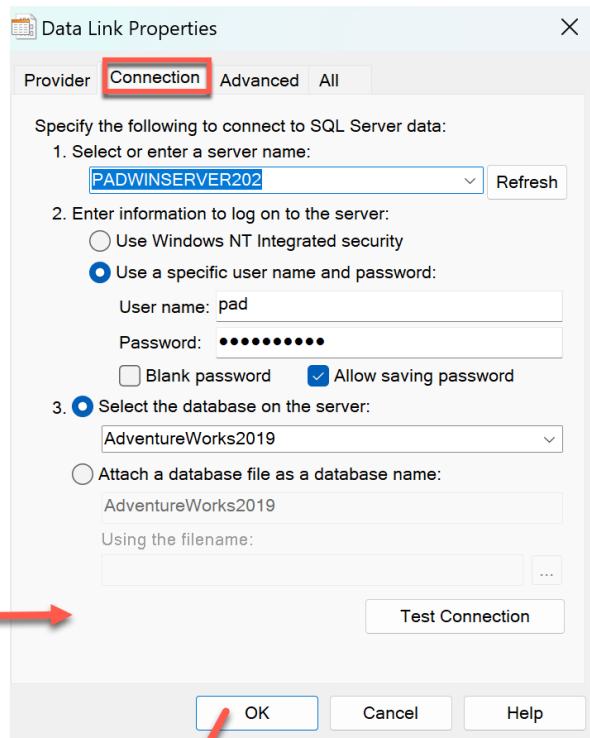 Data Link Properties
Provider Connection Advanced All
Specify the following to connect to SQL Server data:
1. Select or enter a server name:
PADWINSERVER202 Refresh
2. Enter information to log on to the server:
Use Windows NT Integrated security
Use a specific user name and password:
User name: pad
Password: ●●●●●●●●●●
Blank password Allow saving password
3. Select the database on the server:
AdventureWorks2019
Attach a database file as a database name:
AdventureWorks2019
Using the filename:
...
Test Connection
OK Cancel Help